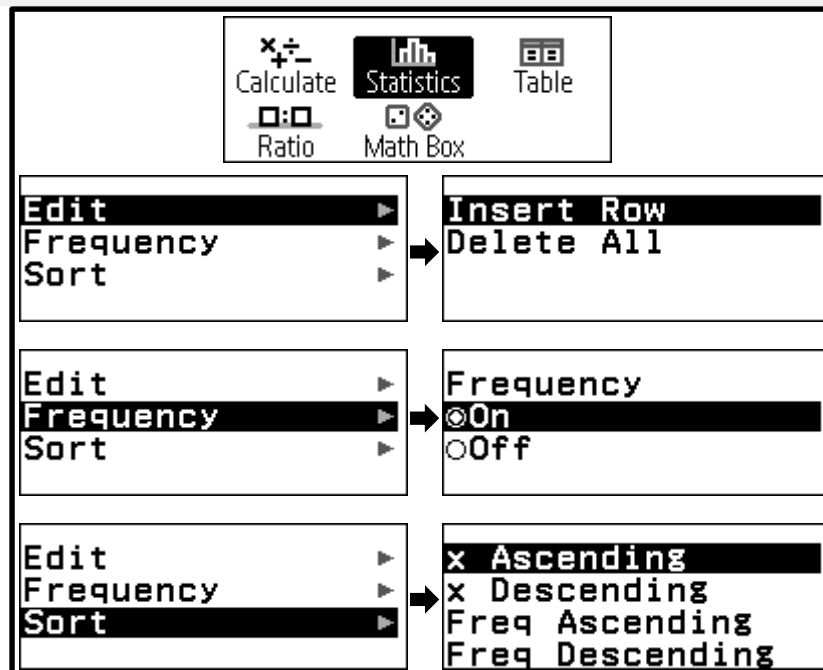 Calculate Statistics Table
Ratio Math Box
Edit
Frequency
Sort
Insert Row
Delete All
Edit
Frequency
Sort
Frequency
On
Off
Edit
Frequency
Sort
x Ascending
x Descending
Freq Ascending
Freq Descending